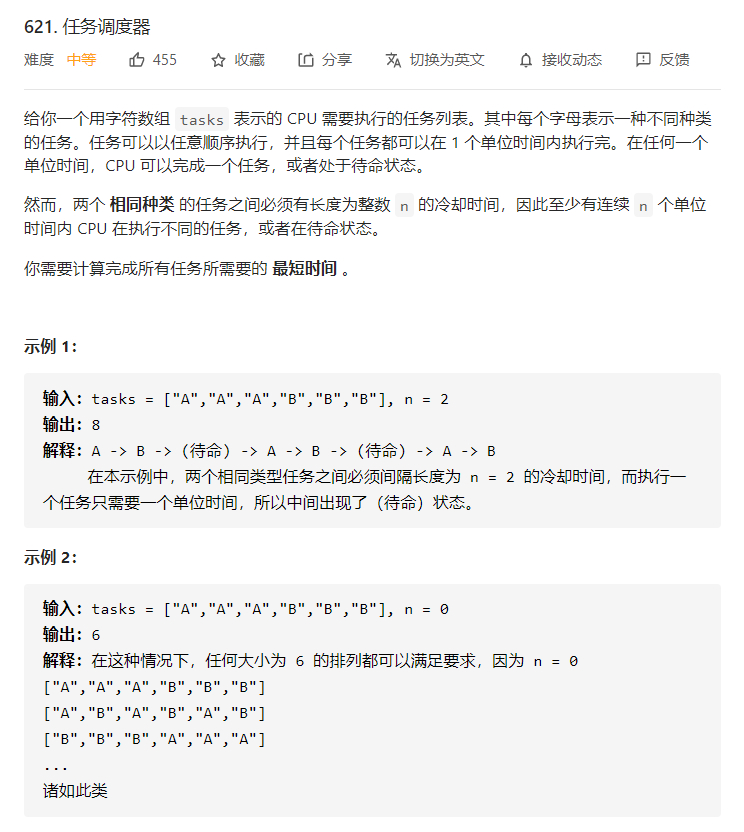 621. 任务调度器
难度 中等 455 收藏 分享 切换为英文 接收动态 反馈
给你一个用字符数组 tasks 表示的 CPU 需要执行的任务列表。其中每个字母表示一种不同种类
的任务。任务可以以任意顺序执行，并且每个任务都可以在 1 个单位时间内执行完。在任何一个
单位时间，CPU 可以完成一个任务，或者处于待命状态。
然而，两个 相同种类 的任务之间必须有长度为整数 n 的冷却时间，因此至少有连续 n 个单位
时间内 CPU 在执行不同的任务，或者在待命状态。
你需要计算完成所有任务所需要的 最短时间 。
示例 1：
输入：tasks = ["A","A","A","B","B","B"], n = 2
输出：8
解释：A -> B -> (待命) -> A -> B -> (待命) -> A -> B
在本示例中，两个相同类型任务之间必须间隔长度为 n = 2 的冷却时间，而执行一
个任务只需要一个单位时间，所以中间出现了（待命）状态。
示例 2：
输入：tasks = ["A","A","A","B","B","B"], n = 0
输出：6
解释：在这种情况下，任何大小为 6 的排列都可以满足要求，因为 n = 0
["A","A","A","B","B","B"]
["A","B","A","B","A","B"]
["B","B","B","A","A","A"]
...
诸如此类